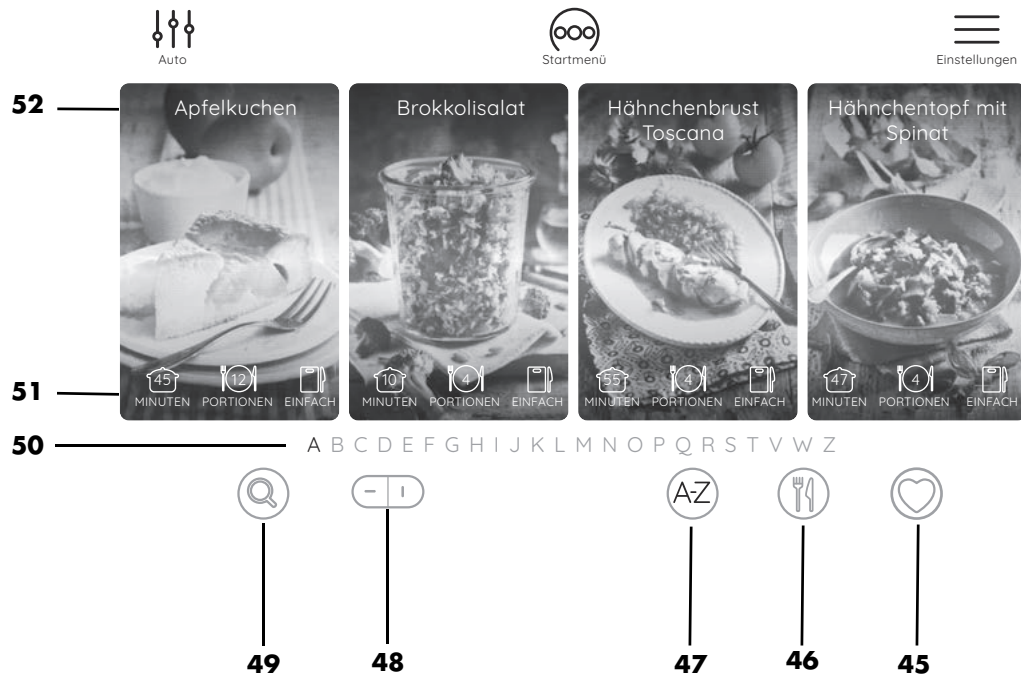 Auto
Startmenü
Einstellungen
52
Apfelkuchen
Brokkolisalat
Hähnchenbrust
Toscana
Hähnchentopf mit
Spinat
51
45
MINUTEN
12
PORTIONEN
EINFACH
10
MINUTEN
4
PORTIONEN
EINFACH
55
MINUTEN
4
PORTIONEN
EINFACH
47
MINUTEN
4
PORTIONEN
EINFACH
50
A B C D E F G H I J K L M N O P Q R S T V W Z
A-Z
49
48
47
46
45